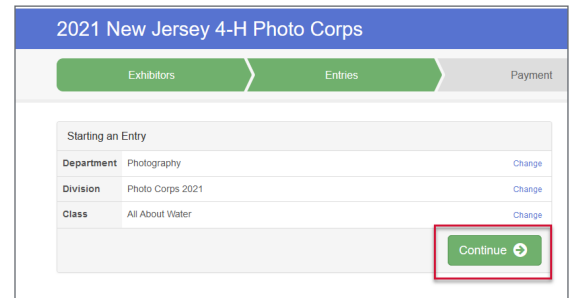 2021 New Jersey 4-H Photo Corps
Exhibitors Entries Payment
Starting an Entry
Department Photography Change
Division Photo Corps 2021 Change
Class All About Water Change
Continue